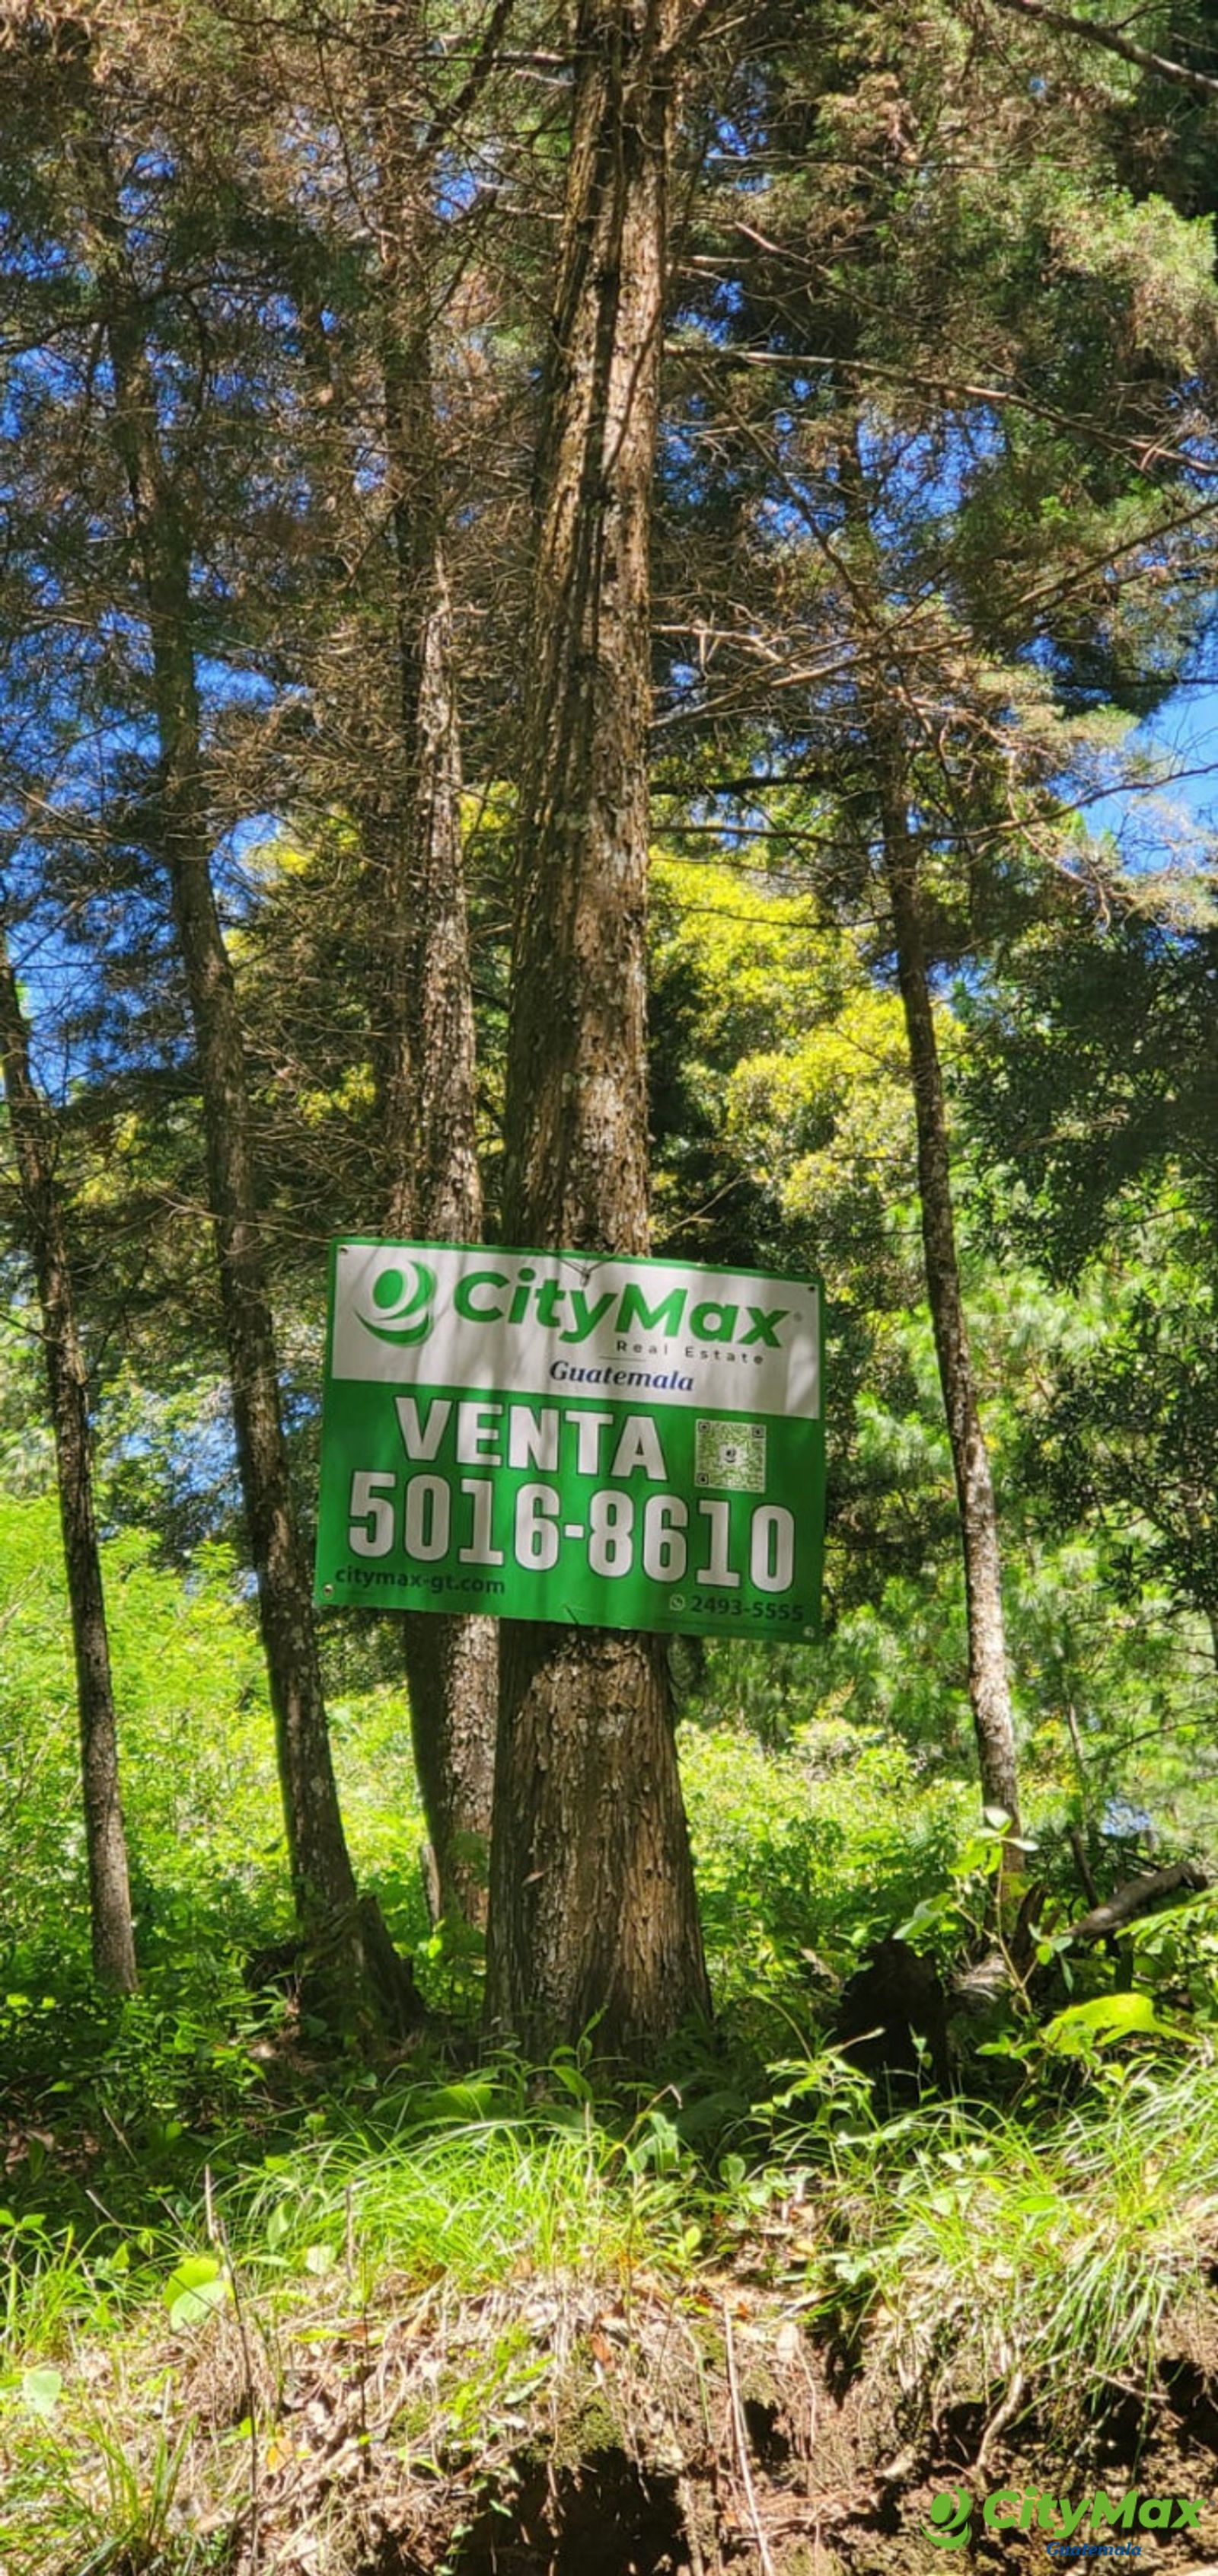 CityMax
Real Estate
Guatemala
VENTA
5016-8610
citymax-gt.com
2493-5555
CityMax
Guatemala